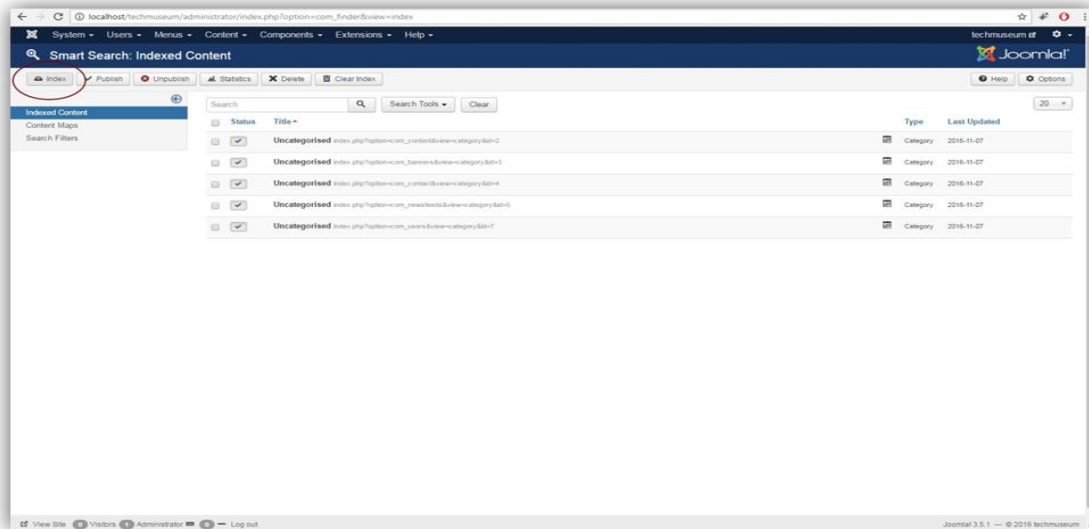 localhost/techmuseum/administrator/index.php?option=com_finder&view=index
System Users Menus Content Components Extensions Help techmuseum
Smart Search: Indexed Content Joomla!
Index Publish Unpublish Statistics Delete Clear Index Help Options
Indexed Content
Content Maps
Search Filters
Search Search Tools Clear 20
Status Title Type Last Updated
Uncategorised index.php?option=com_content&view=category&id=2 Category 2016-11-07
Uncategorised index.php?option=com_banners&view=category&id=3 Category 2016-11-07
Uncategorised index.php?option=com_contact&view=category&id=4 Category 2016-11-07
Uncategorised index.php?option=com_newsfeeds&view=category&id=5 Category 2016-11-07
Uncategorised index.php?option=com_users&view=category&id=7 Category 2016-11-07
View Site 0 Visitors 1 Administrator 0 Log out Joomla! 3.5.1 — © 2016 techmuseum